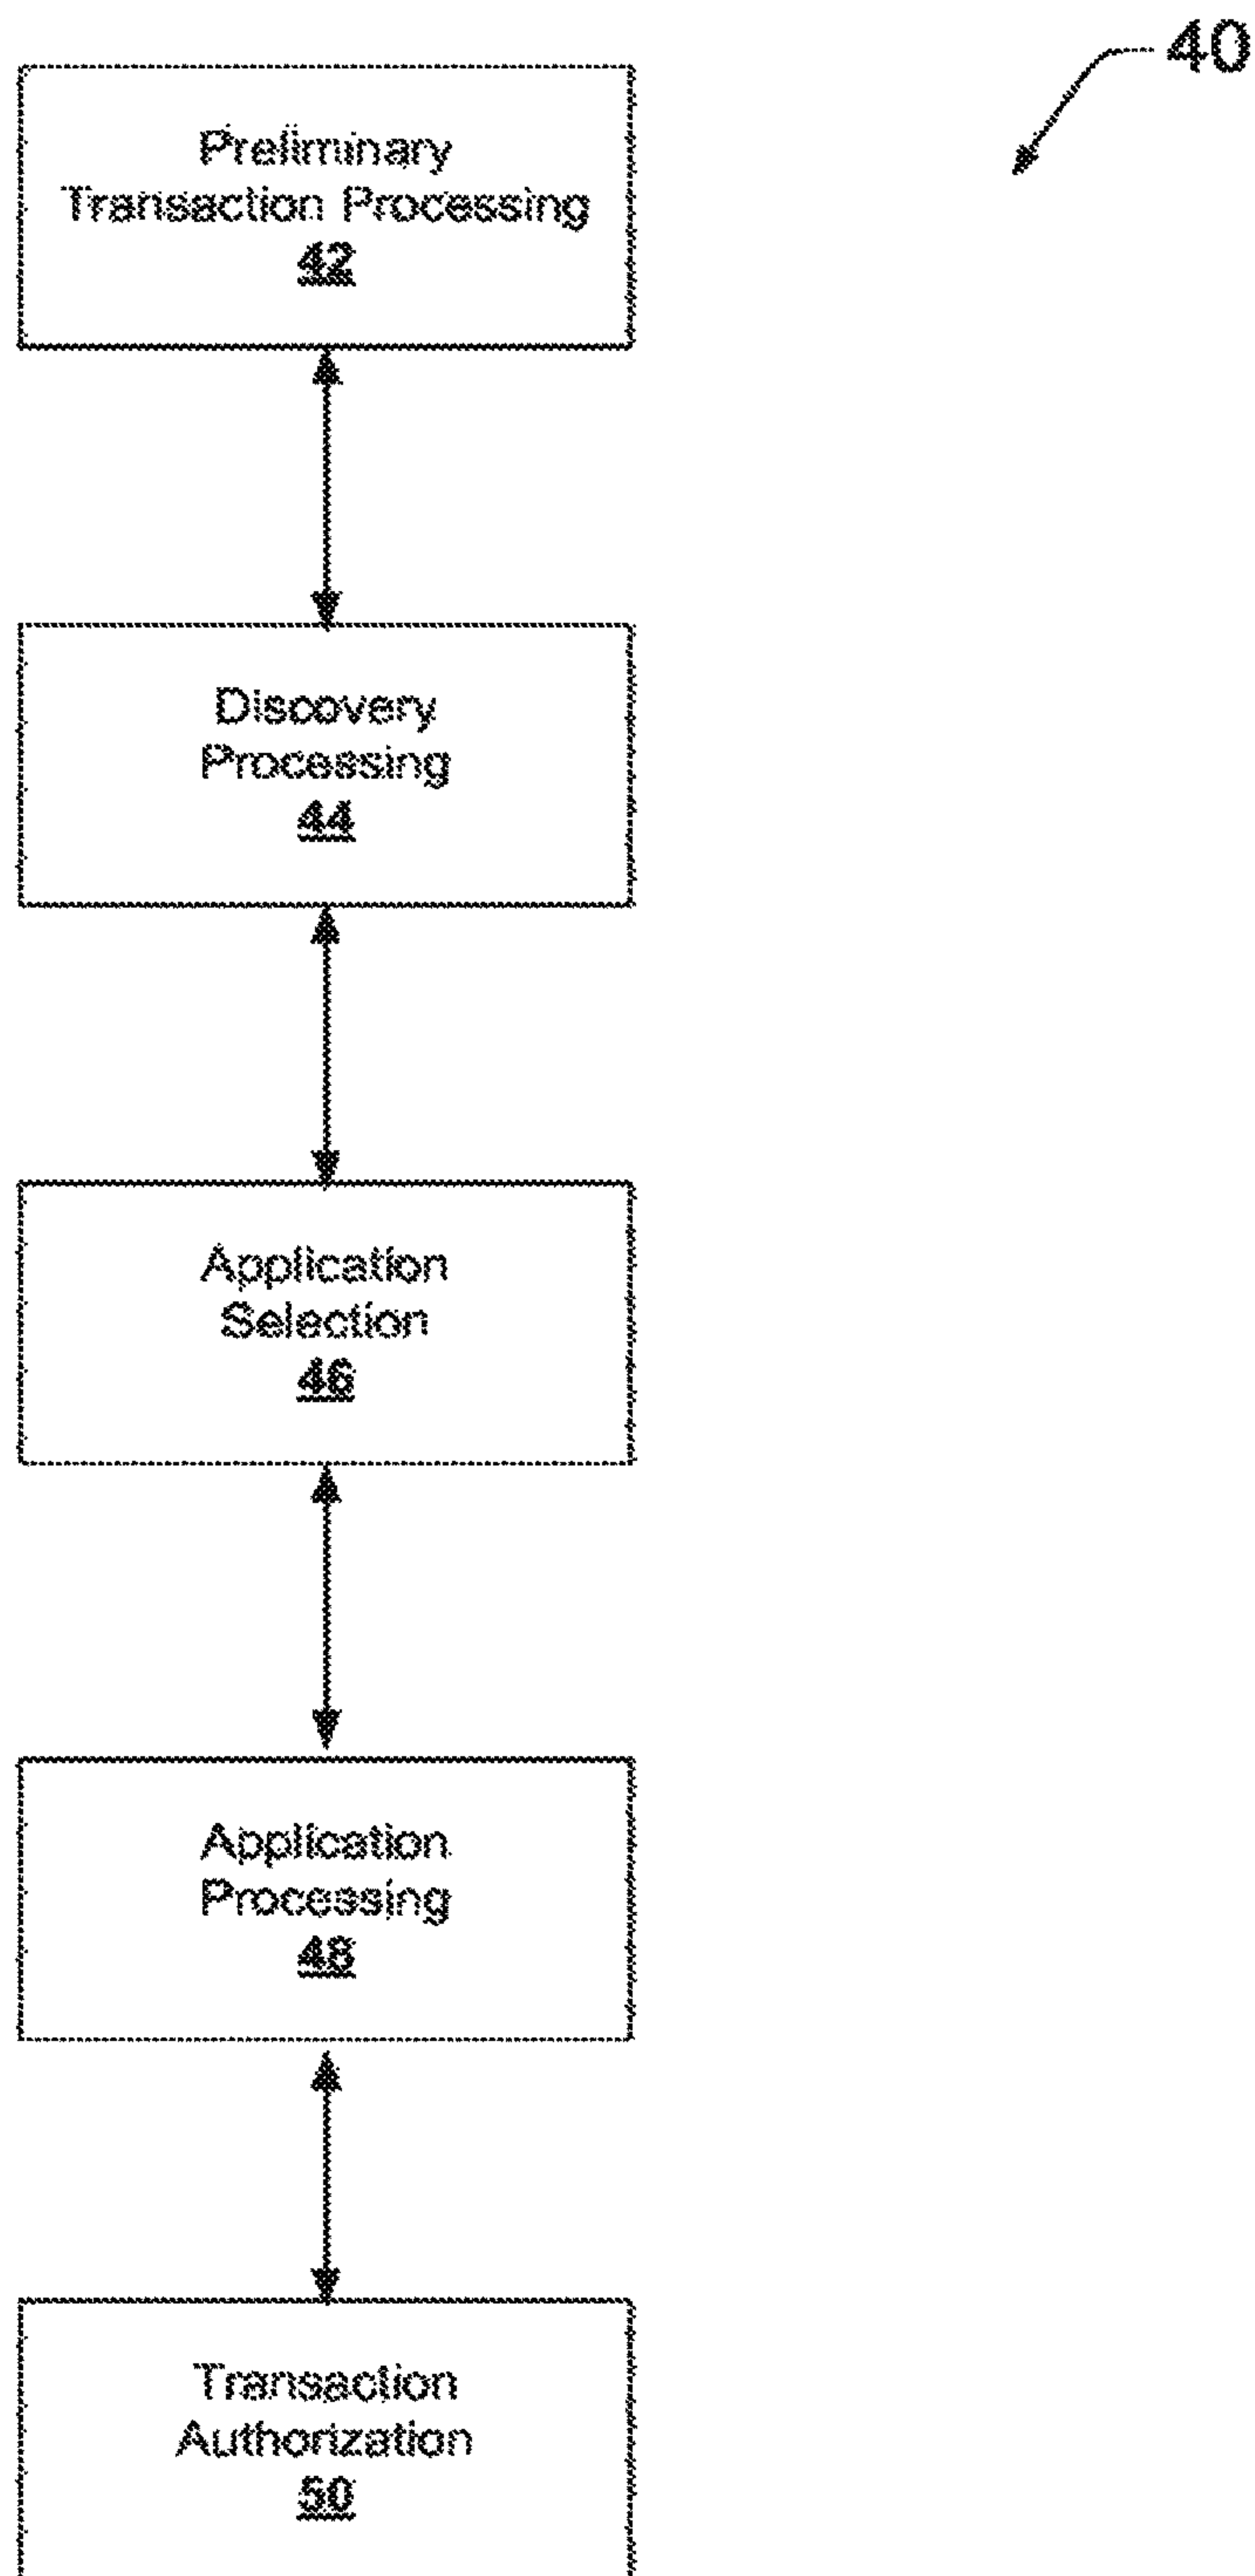 40
Preliminary
Transaction Processing
42
Discovery
Processing
44
Application
Selection
46
Application
Processing
48
Transaction
Authorization
50